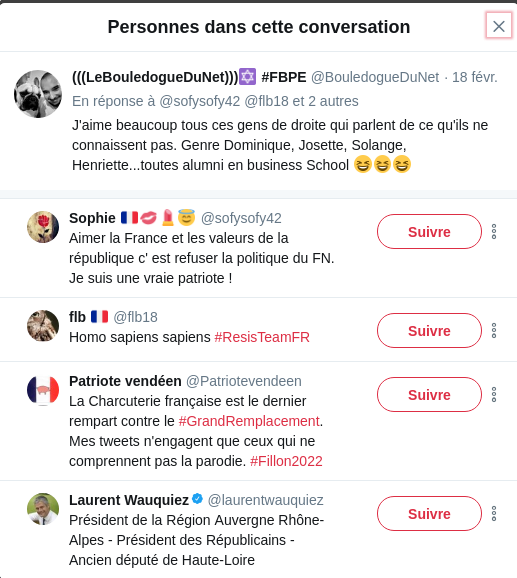 Personnes dans cette conversation
(((LeBouledogueDuNet)))🔯 #FBPE @BouledogueDuNet · 18 févr.
En réponse à @sofysofy42 @flb18 et 2 autres
J'aime beaucoup tous ces gens de droite qui parlent de ce qu'ils ne
connaissent pas. Genre Dominique, Josette, Solange,
Henriette...toutes alumni en business School 😆😆😆
Sophie 🇫🇷💋💄😇 @sofysofy42
Suivre
Aimer la France et les valeurs de la
république c' est refuser la politique du FN.
Je suis une vraie patriote !
flb 🇫🇷 @flb18
Suivre
Homo sapiens sapiens #ResisTeamFR
Patriote vendéen @Patriotevendeen
Suivre
La Charcuterie française est le dernier
rempart contre le #GrandRemplacement.
Mes tweets n'engagent que ceux qui ne
comprennent pas la parodie. #Fillon2022
Laurent Wauquiez @laurentwauquiez
Suivre
Président de la Région Auvergne Rhône-
Alpes - Président des Républicains -
Ancien député de Haute-Loire